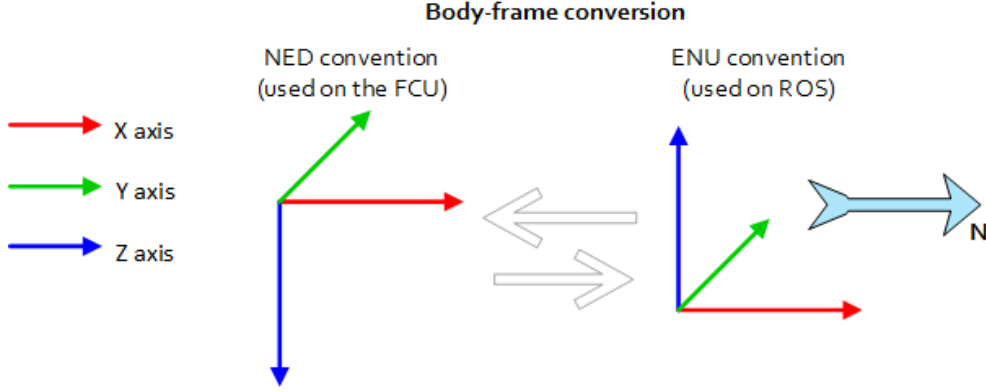 Body-frame conversion
NED convention
(used on the FCU)
ENU convention
(used on ROS)
X axis
Y axis
Z axis
N